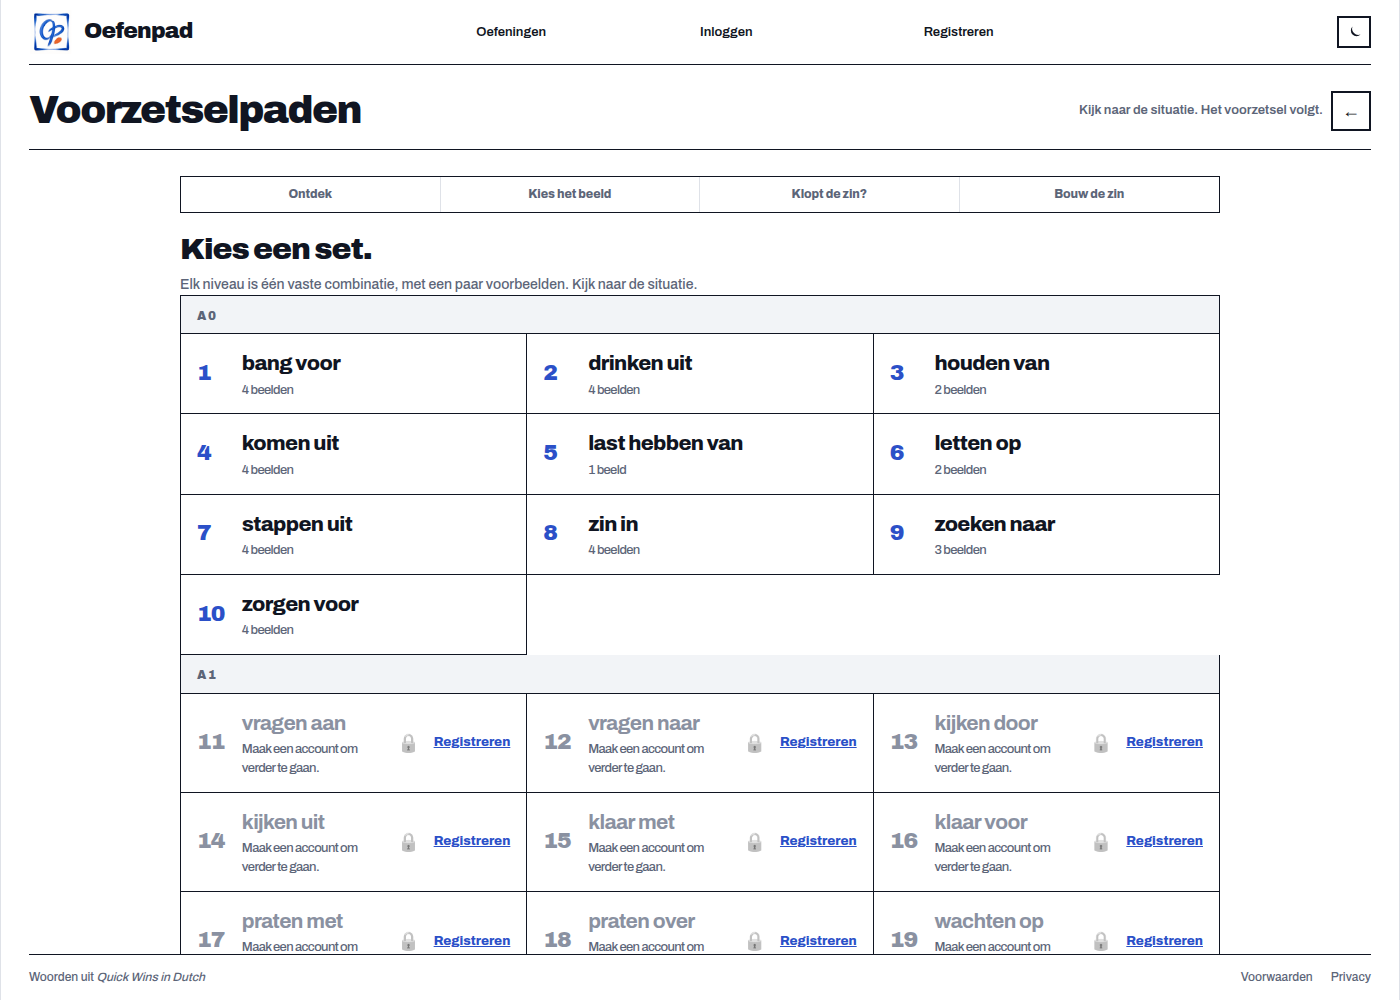 Oefenpad
Oefeningen
Inloggen
Registreren
Voorzetselpaden
Kijk naar de situatie. Het voorzetsel volgt.
←
Ontdek
Kies het beeld
Klopt de zin?
Bouw de zin
Kies een set.
Elk niveau is één vaste combinatie, met een paar voorbeelden. Kijk naar de situatie.
A0
1 bang voor
4 beelden
2 drinken uit
4 beelden
3 houden van
2 beelden
4 komen uit
4 beelden
5 last hebben van
1 beeld
6 letten op
2 beelden
7 stappen uit
4 beelden
8 zin in
4 beelden
9 zoeken naar
3 beelden
10 zorgen voor
4 beelden
A1
11 vragen aan
Maak een account om
verder te gaan.
Registreren
12 vragen naar
Maak een account om
verder te gaan.
Registreren
13 kijken door
Maak een account om
verder te gaan.
Registreren
14 kijken uit
Maak een account om
verder te gaan.
Registreren
15 klaar met
Maak een account om
verder te gaan.
Registreren
16 klaar voor
Maak een account om
verder te gaan.
Registreren
17 praten met
Maak een account om
Registreren
18 praten over
Maak een account om
Registreren
19 wachten op
Maak een account om
Registreren
Woorden uit Quick Wins in Dutch
Voorwaarden
Privacy